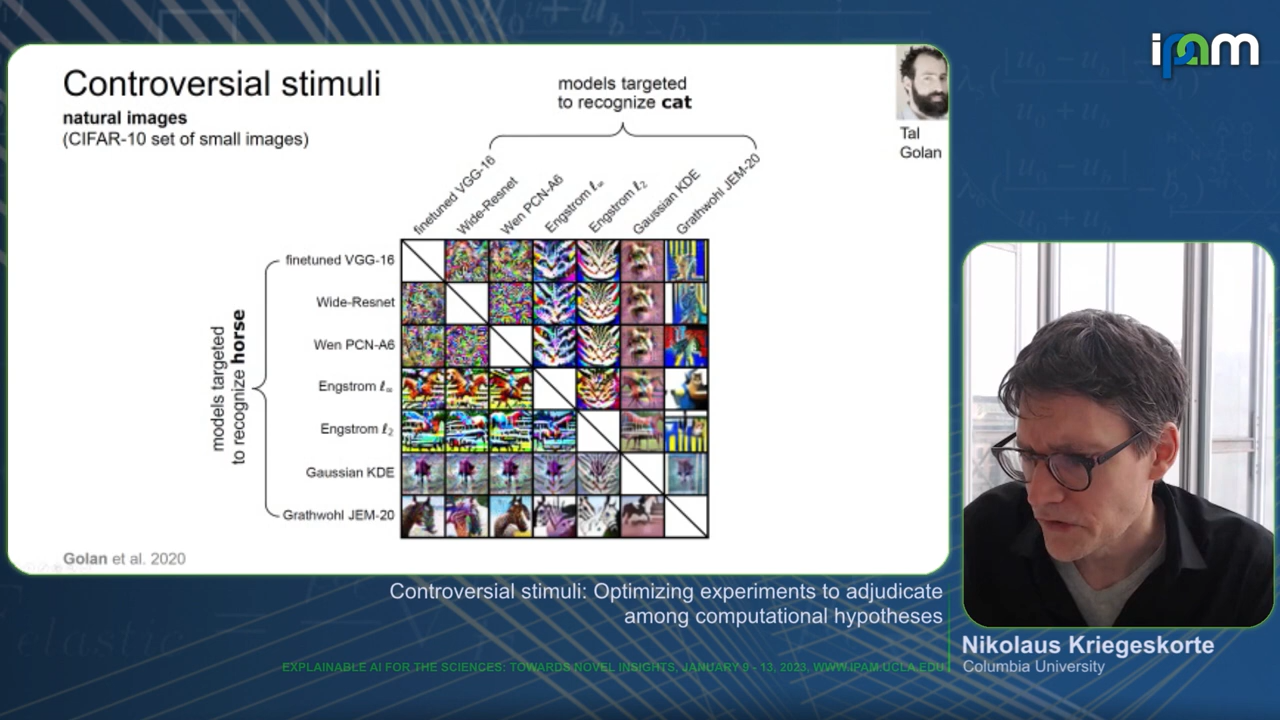 Controversial stimuli
natural images
(CIFAR-10 set of small images)
models targeted
to recognize cat
Tal
Golan
ipam
finetuned VGG-16
Wide-Resnet
Wen PCN-A6
Engstrom ℓ∞
Engstrom ℓ2
Gaussian KDE
Grathwohl JEM-20
models targeted
to recognize horse
finetuned VGG-16
Wide-Resnet
Wen PCN-A6
Engstrom ℓ∞
Engstrom ℓ2
Gaussian KDE
Grathwohl JEM-20
Golan et al. 2020
Controversial stimuli: Optimizing experiments to adjudicate
among computational hypotheses
Nikolaus Kriegeskorte
Columbia University
EXPLAINABLE AI FOR THE SCIENCES: TOWARDS NOVEL INSIGHTS, JANUARY 9 - 13, 2023, WWW.IPAM.UCLA.EDU
elastic